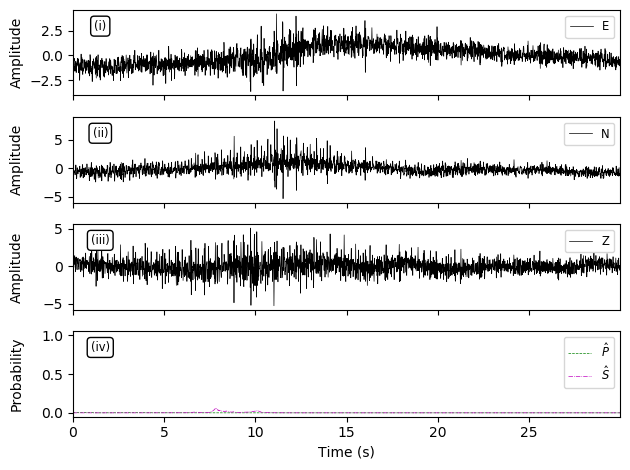 (i)
E
Amplitude
2.5
0.0
−2.5
(ii)
N
Amplitude
5
0
−5
(iii)
Z
Amplitude
5
0
−5
(iv)
P̂
Ŝ
Probability
1.0
0.5
0.0
0 5 10 15 20 25
Time (s)